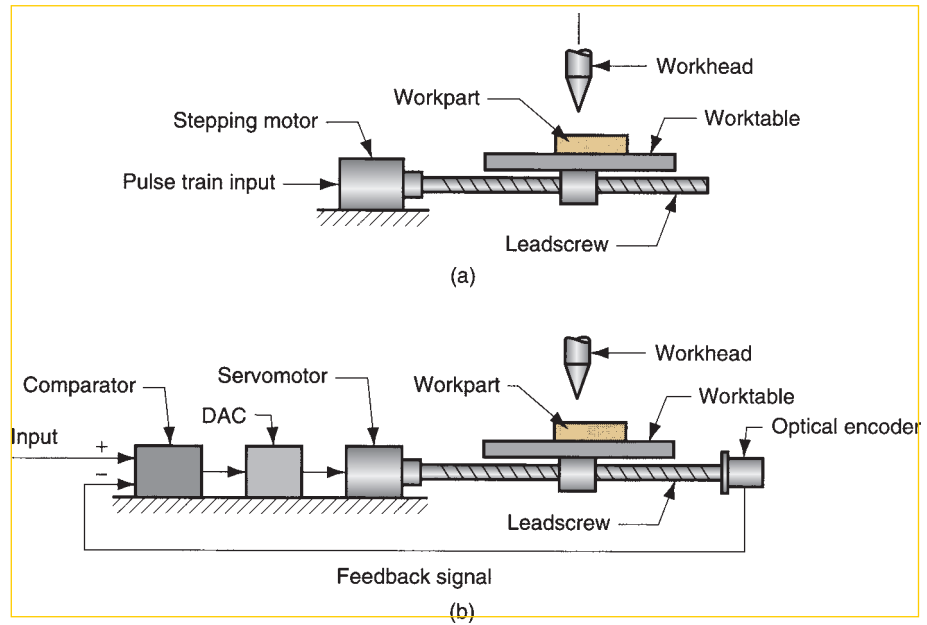 Workhead
Workpart
Worktable
Stepping motor
Pulse train input
Leadscrew
(a)
Workhead
Servomotor
Workpart
Comparator
Worktable
DAC
Optical encoder
Input
+
−
Leadscrew
Feedback signal
(b)